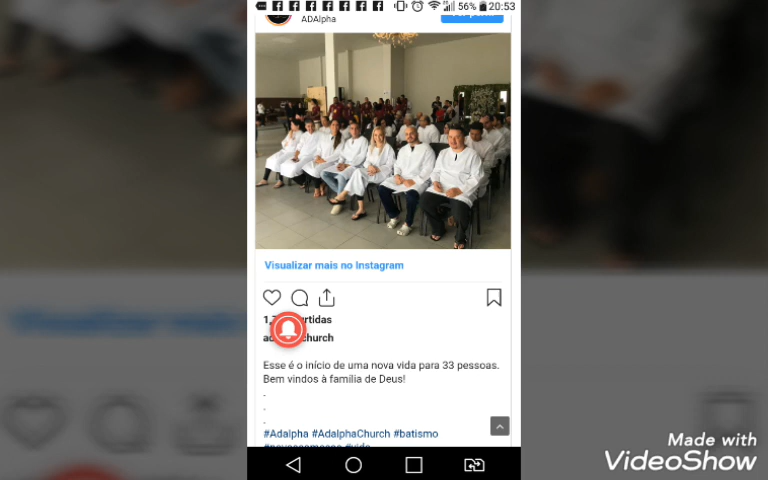 56% 20:53
ADAlpha
Visualizar mais no Instagram
Esse é o início de uma nova vida para 33 pessoas.
Bem vindos à família de Deus!
.
.
.
#Adalpha #AdalphaChurch #batismo
Made with
VideoShow